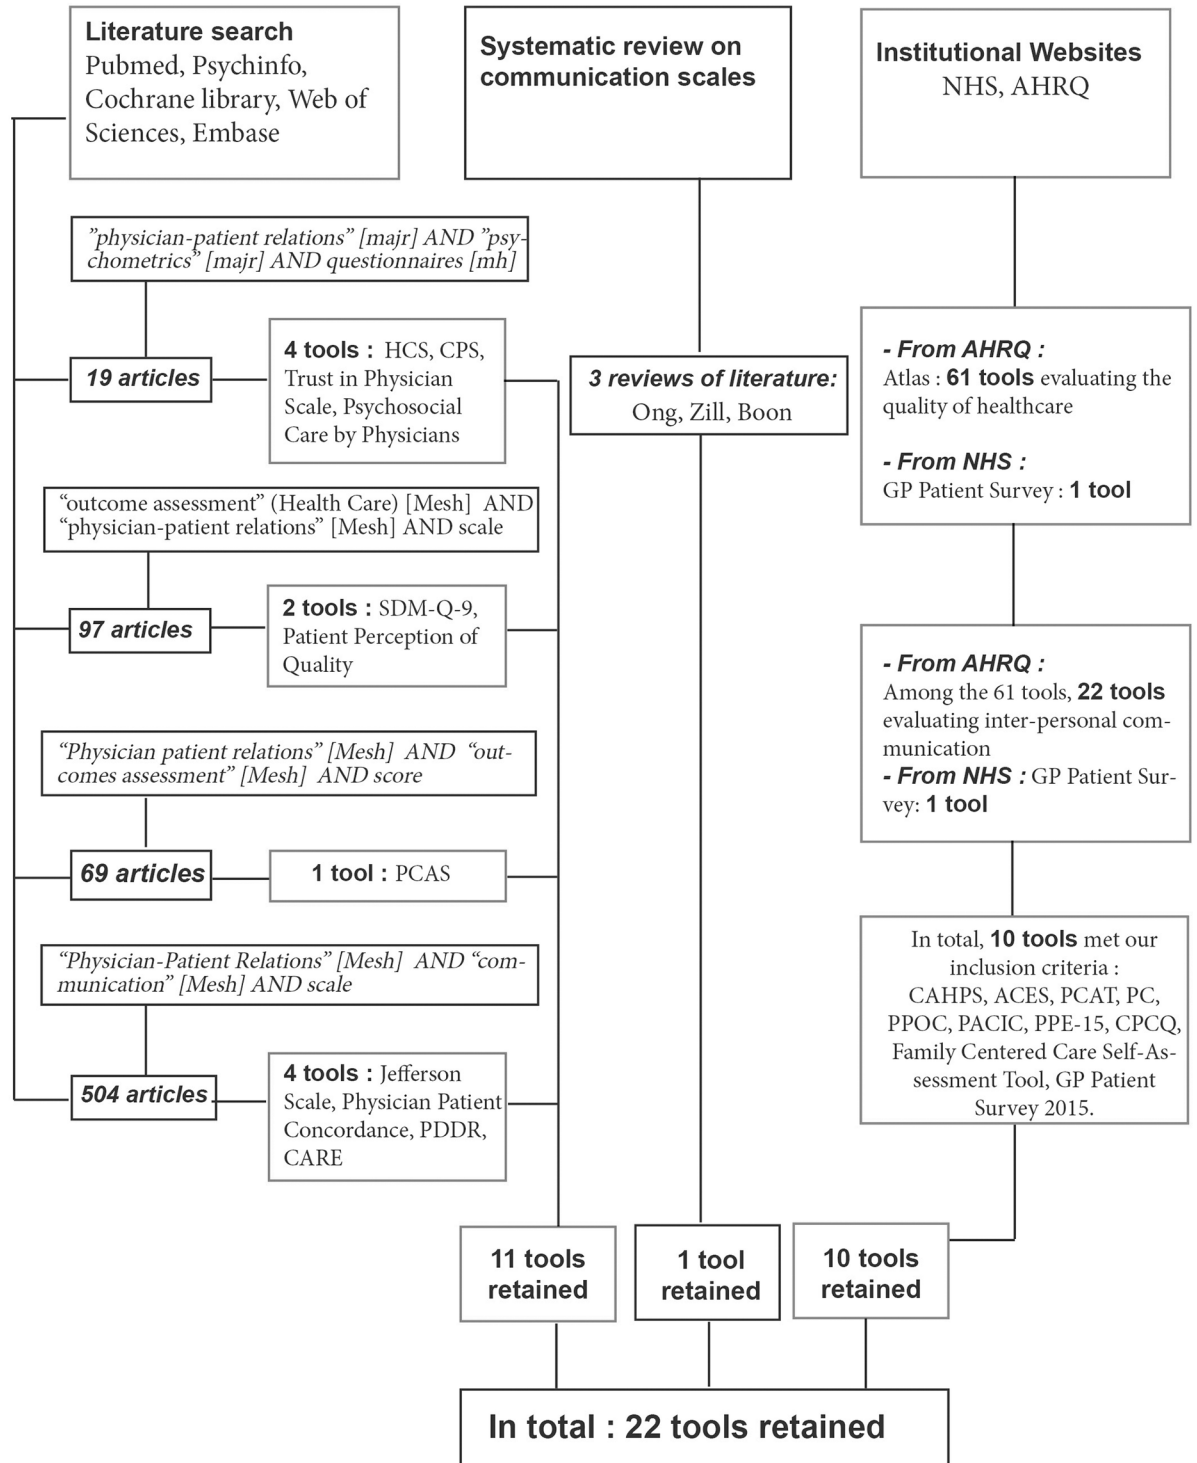 Literature search
Pubmed, Psychinfo,
Cochrane library, Web of
Sciences, Embase
Systematic review on
communication scales
Institutional Websites
NHS, AHRQ
”physician-patient relations” [majr] AND ”psy-
chometrics” [majr] AND questionnaires [mh]
19 articles
4 tools : HCS, CPS,
Trust in Physician
Scale, Psychosocial
Care by Physicians
“outcome assessment” (Health Care) [Mesh] AND
“physician-patient relations” [Mesh] AND scale
97 articles
2 tools : SDM-Q-9,
Patient Perception of
Quality
“Physician patient relations” [Mesh] AND “out-
comes assessment” [Mesh] AND score
69 articles
1 tool : PCAS
“Physician-Patient Relations” [Mesh] AND “com-
munication” [Mesh] AND scale
504 articles
4 tools : Jefferson
Scale, Physician Patient
Concordance, PDDR,
CARE
3 reviews of literature:
Ong, Zill, Boon
- From AHRQ :
Atlas : 61 tools evaluating the
quality of healthcare
- From NHS :
GP Patient Survey : 1 tool
- From AHRQ :
Among the 61 tools, 22 tools
evaluating inter-personal com-
munication
- From NHS : GP Patient Sur-
vey: 1 tool
In total, 10 tools met our
inclusion criteria :
CAHPS, ACES, PCAT, PC,
PPOC, PACIC, PPE-15, CPCQ,
Family Centered Care Self-As-
sessment Tool, GP Patient
Survey 2015.
11 tools
retained
1 tool
retained
10 tools
retained
In total : 22 tools retained